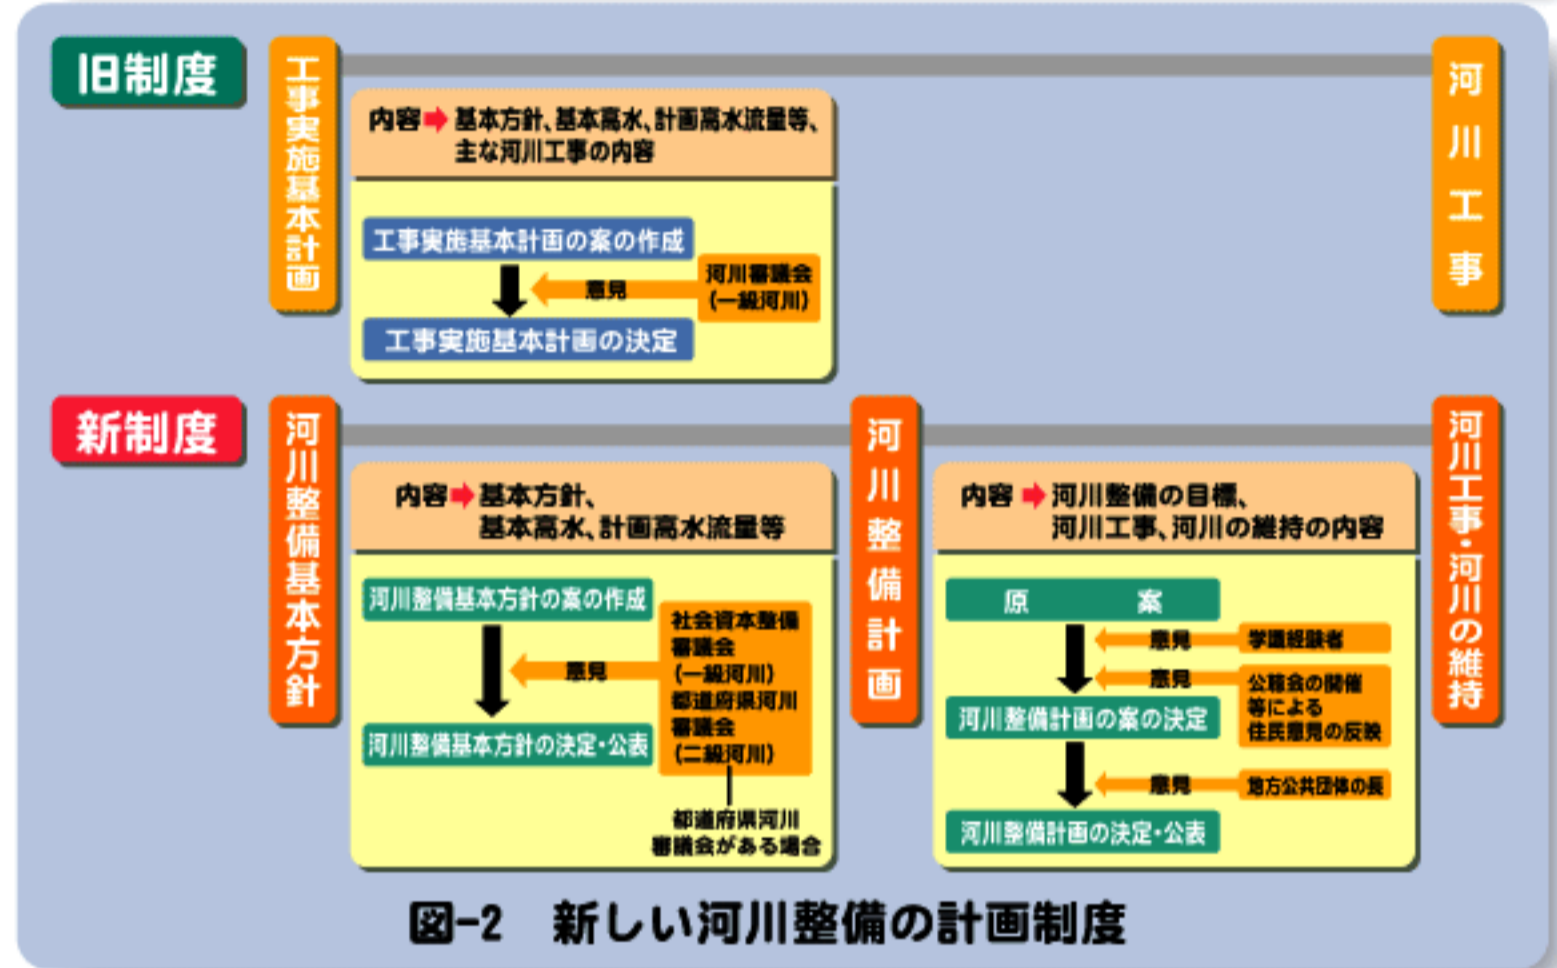 旧制度
工事実施基本計画
内容➡基本方針、基本高水、計画高水流量等、
主な河川工事の内容
工事実施基本計画の案の作成
意見
河川審議会
(一級河川)
工事実施基本計画の決定
河川工事
新制度
河川整備基本方針
内容➡基本方針、
基本高水、計画高水流量等
河川整備基本方針の案の作成
意見
社会資本整備
審議会
(一級河川)
都道府県河川
審議会
(二級河川)
河川整備基本方針の決定・公表
都道府県河川
審議会がある場合
河川整備計画
内容➡河川整備の目標、
河川工事、河川の維持の内容
原案
意見
学識経験者
意見
公聴会の開催
等による
住民意見の反映
河川整備計画の案の決定
意見
地方公共団体の長
河川整備計画の決定・公表
河川工事・河川の維持
図-2 新しい河川整備の計画制度